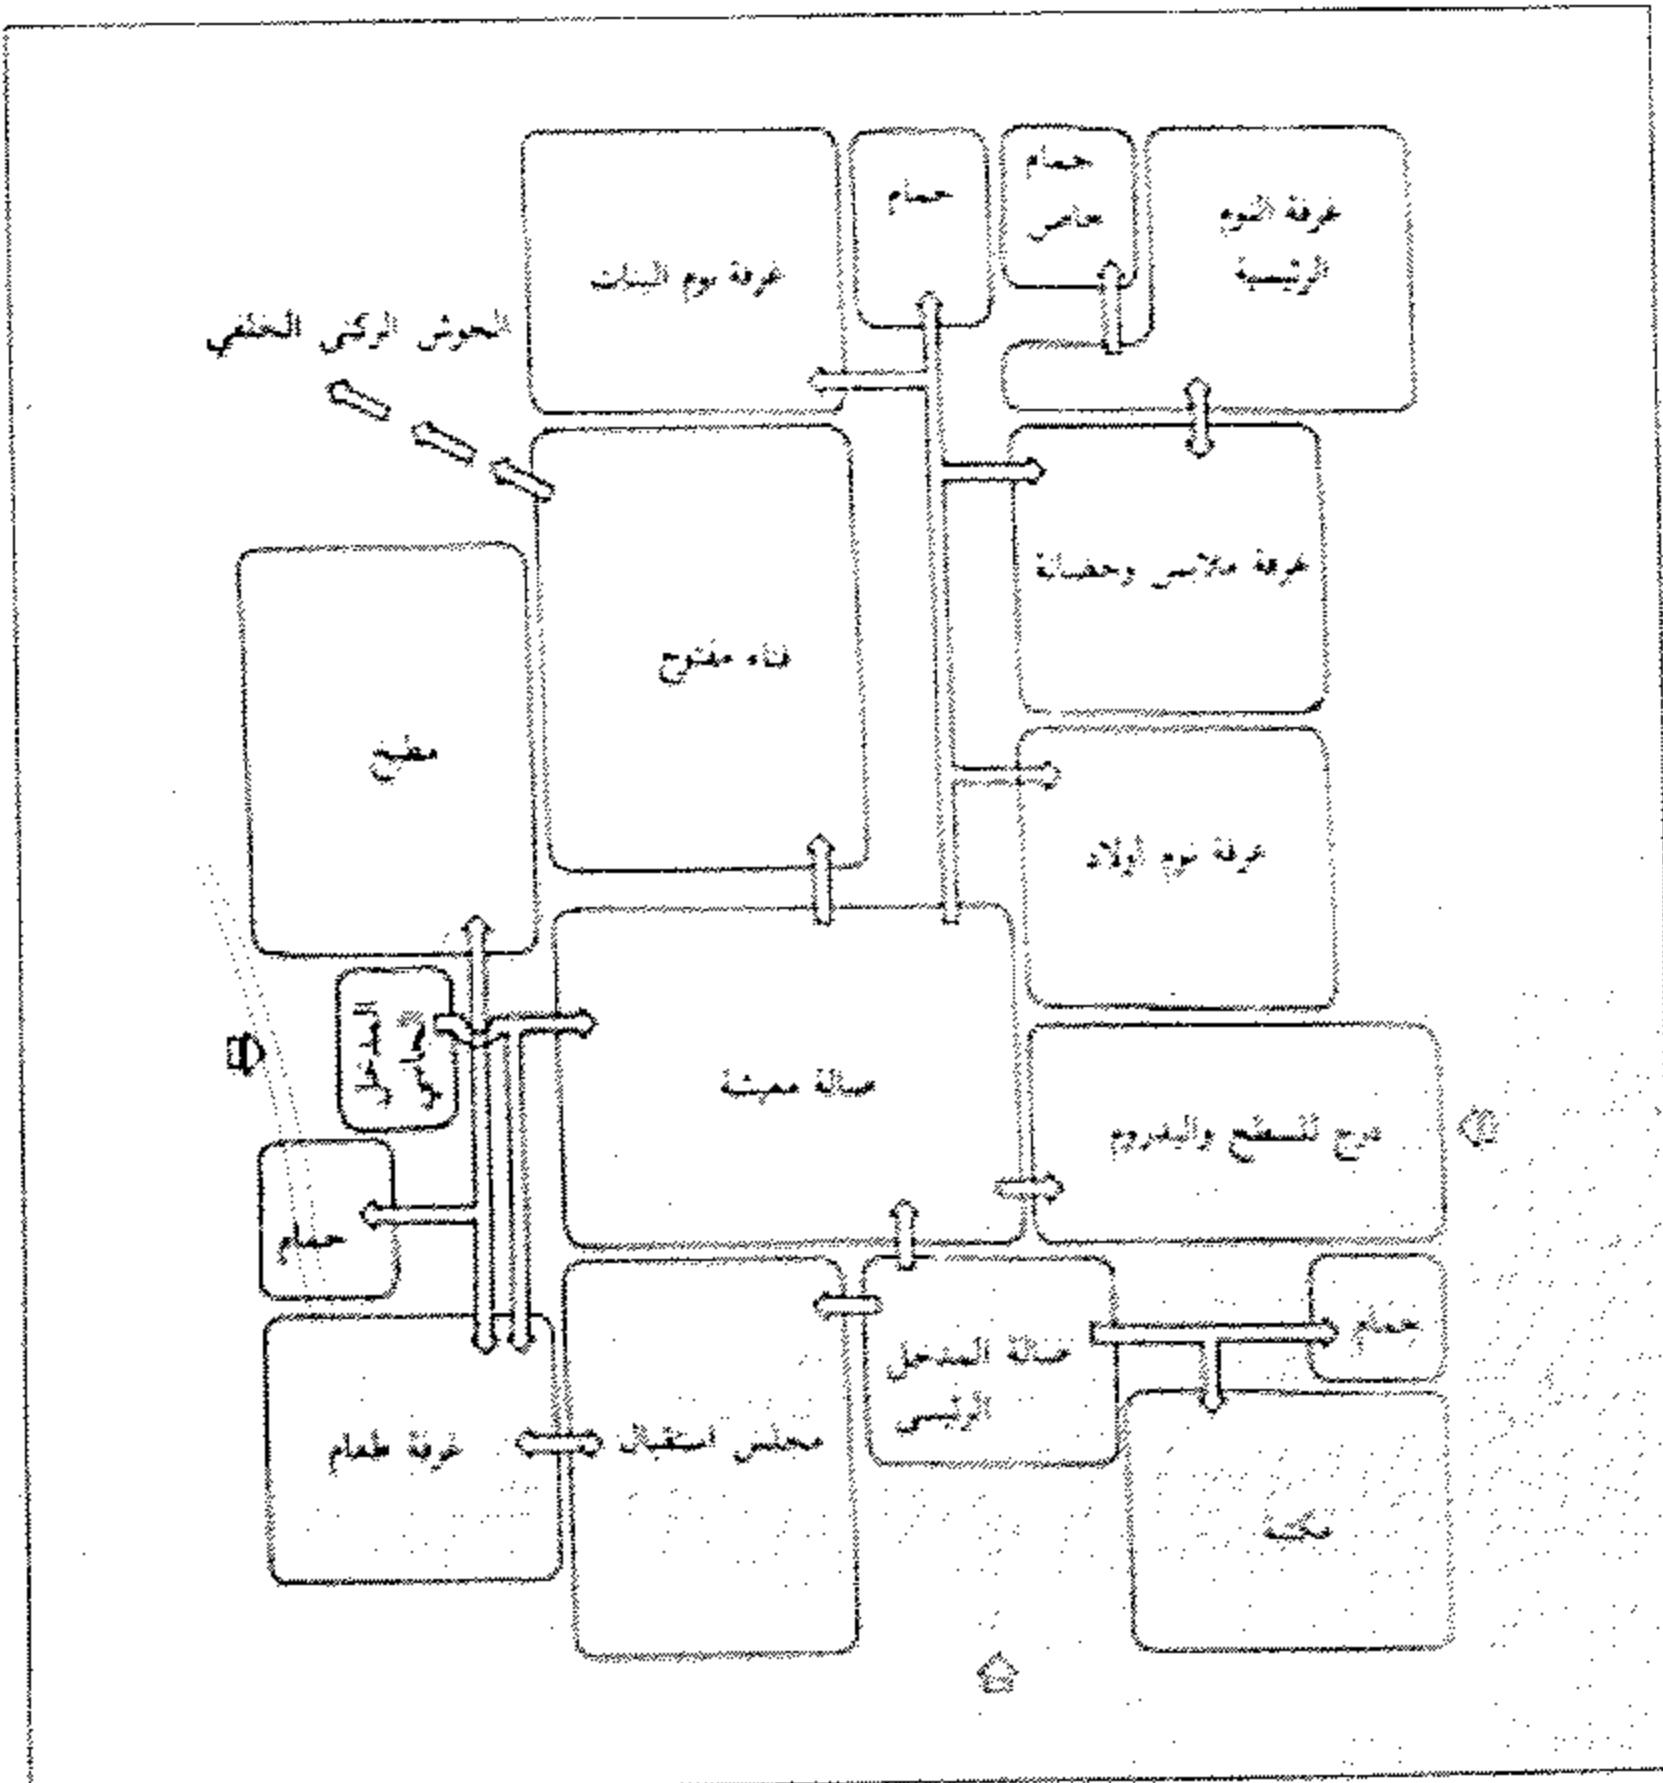 حمام
حمام
خاص
غرفة النوم
الرئيسية
غرفة نوم البنات
الحوش الركني الخلفي
غرفة ملابس وحضانة
فناء مفتوح
مطبخ
غرفة نوم أولاد
المدخل
صالة معيشة
درج للسطح والبدروم
حمام
حمام
صالة المدخل
الرئيسي
مجلس استقبال
غرفة طعام
مكتبة